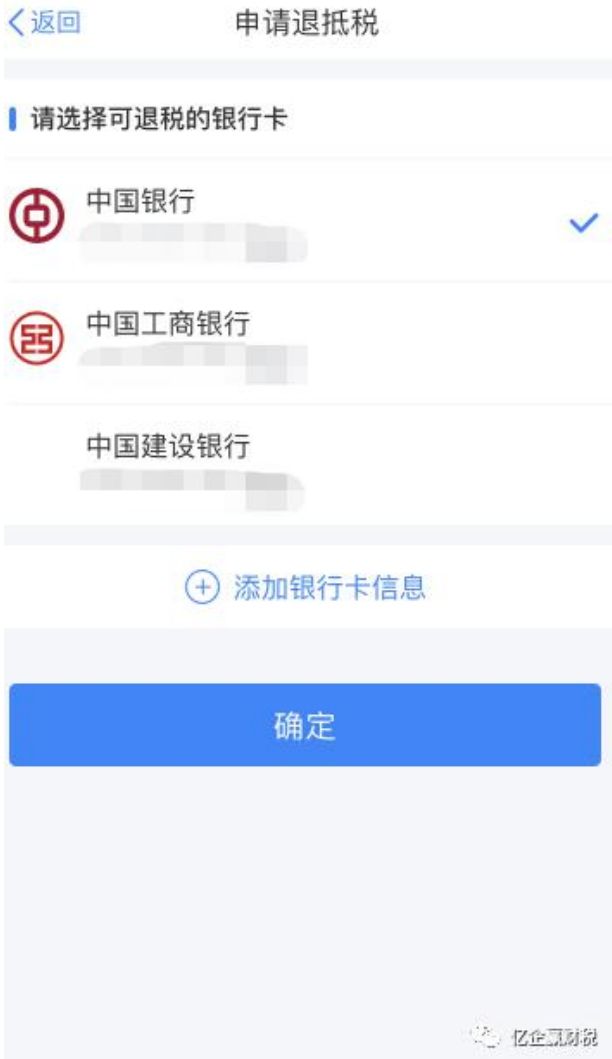 返回
申请退抵税
请选择可退税的银行卡
中国银行
中国工商银行
中国建设银行
添加银行卡信息
确定
亿企赢财税